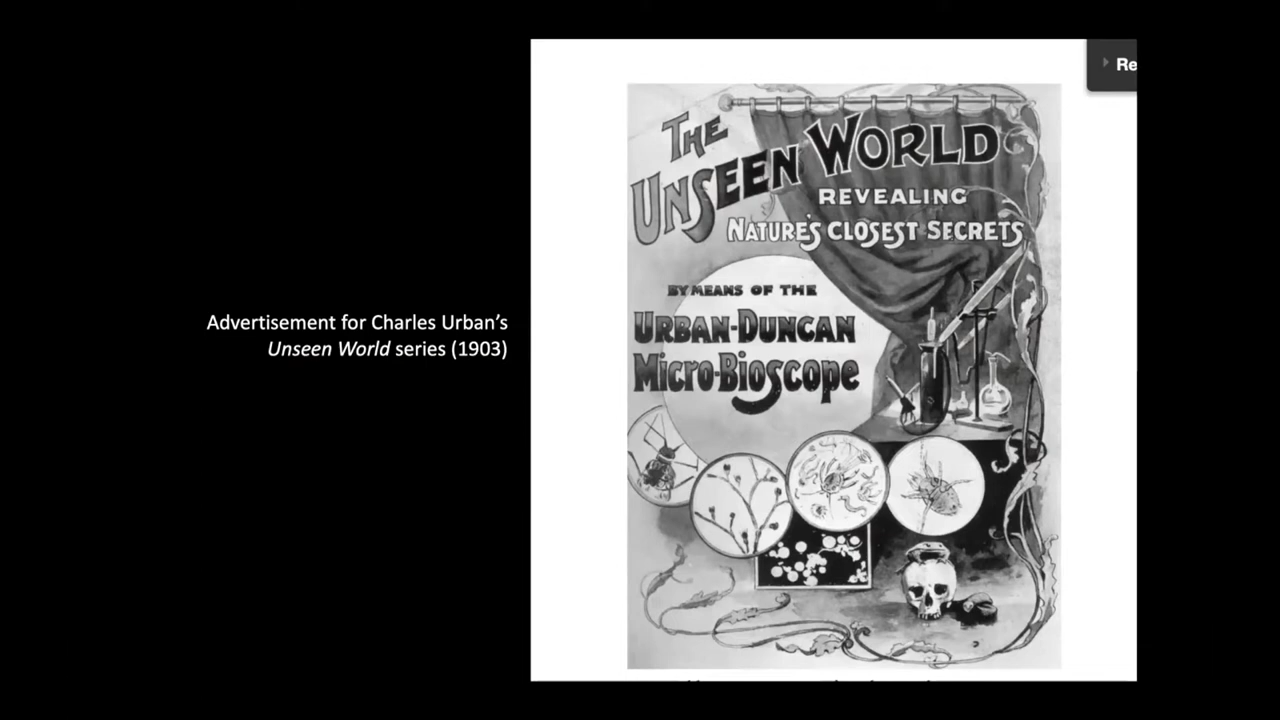 Advertisement for Charles Urban’s
Unseen World series (1903)
Re
THE
UNSEEN WORLD
REVEALING
NATURE'S CLOSEST SECRETS
BY MEANS OF THE
URBAN-DUNCAN
MICRO-BIOSCOPE